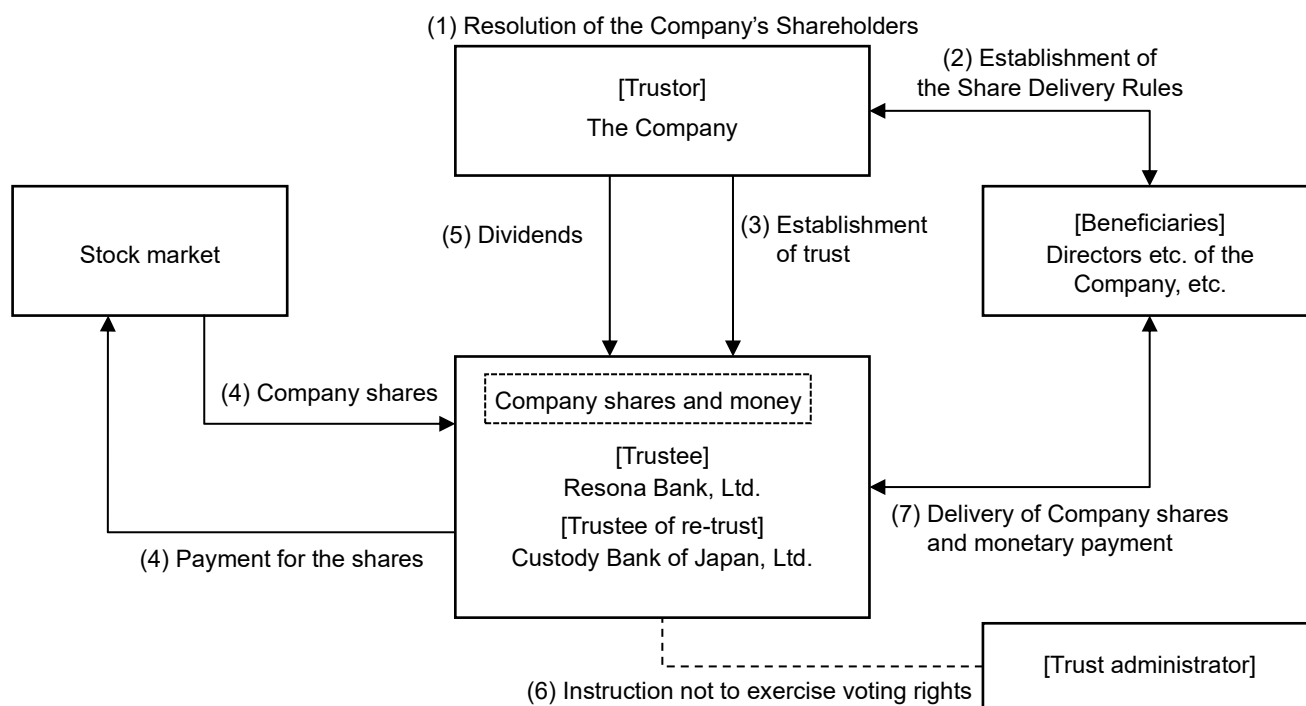 (1) Resolution of the Company's Shareholders
[Trustor]
The Company
(2) Establishment of
the Share Delivery Rules
Stock market
(5) Dividends
(3) Establishment
of trust
[Beneficiaries]
Directors etc. of the
Company, etc.
(4) Company shares
Company shares and money
[Trustee]
Resona Bank, Ltd.
[Trustee of re-trust]
Custody Bank of Japan, Ltd.
(4) Payment for the shares
(7) Delivery of Company shares
and monetary payment
(6) Instruction not to exercise voting rights
[Trust administrator]